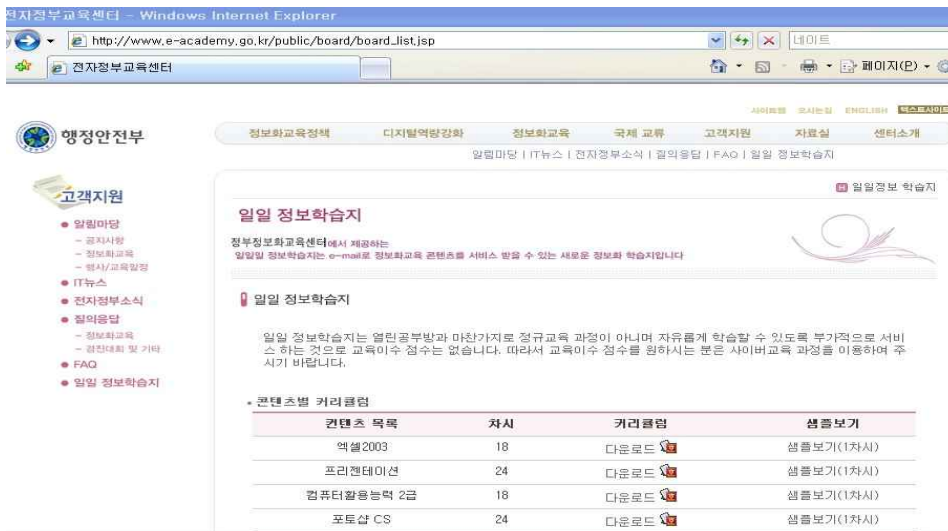 전자정부교육센터 - Windows Internet Explorer
http://www.e-academy.go.kr/public/board/board_list.jsp
네이트
전자정부교육센터
페이지(P)
사이트맵 오시는길 ENGLISH 텍스트사이트
행정안전부
정보화교육정책 디지털역량강화 정보화교육 국제 교류 고객지원 자료실 센터소개
알림마당 | IT뉴스 | 전자정부소식 | 질의응답 | FAQ | 일일 정보학습지
고객지원
알림마당
- 공지사항
- 정보화교육
- 행사/교육일정
IT뉴스
전자정부소식
질의응답
- 정보화교육
- 경진대회 및 기타
FAQ
일일 정보학습지
일일정보 학습지
일일 정보학습지
정부정보화교육센터에서 제공하는
일일일 정보학습지는 e-mail로 정보화교육 콘텐츠를 서비스 받을 수 있는 새로운 정보화 학습지입니다
일일 정보학습지
일일 정보학습지는 열린공부방과 마찬가지로 정규교육 과정이 아니며 자유롭게 학습할 수 있도록 부가적으로 서비
스 하는 것으로 교육이수 점수는 없습니다. 따라서 교육이수 점수를 원하시는 분은 사이버교육 과정을 이용하여 주
시기 바랍니다.
콘텐츠별 커리큘럼
컨텐츠 목록 차시 커리큘럼 샘플보기
엑셀2003 18 다운로드 샘플보기(1차시)
프리젠테이션 24 다운로드 샘플보기(1차시)
컴퓨터활용능력 2급 18 다운로드 샘플보기(1차시)
포토샵 CS 24 다운로드 샘플보기(1차시)